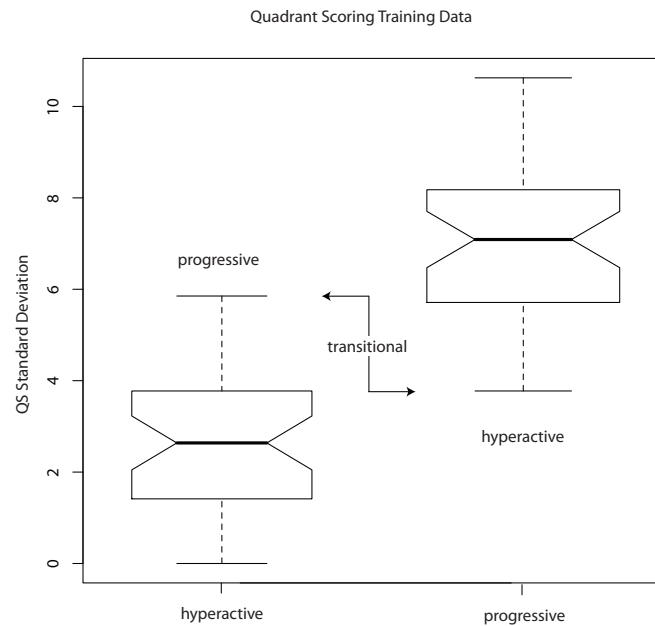 Quadrant Scoring Training Data
QS Standard Deviation
10
8
6
4
2
0
progressive
transitional
hyperactive
hyperactive
progressive